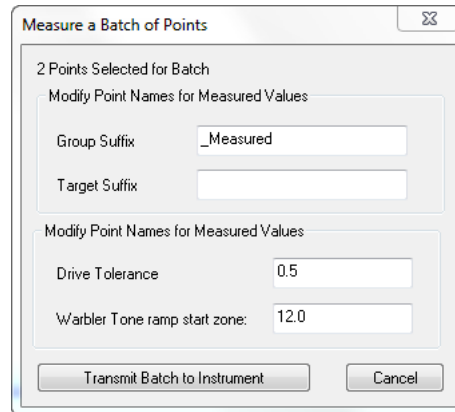 Measure a Batch of Points
2 Points Selected for Batch
Modify Point Names for Measured Values
Group Suffix _Measured
Target Suffix
Modify Point Names for Measured Values
Drive Tolerance 0.5
Warbler Tone ramp start zone: 12.0
Transmit Batch to Instrument Cancel